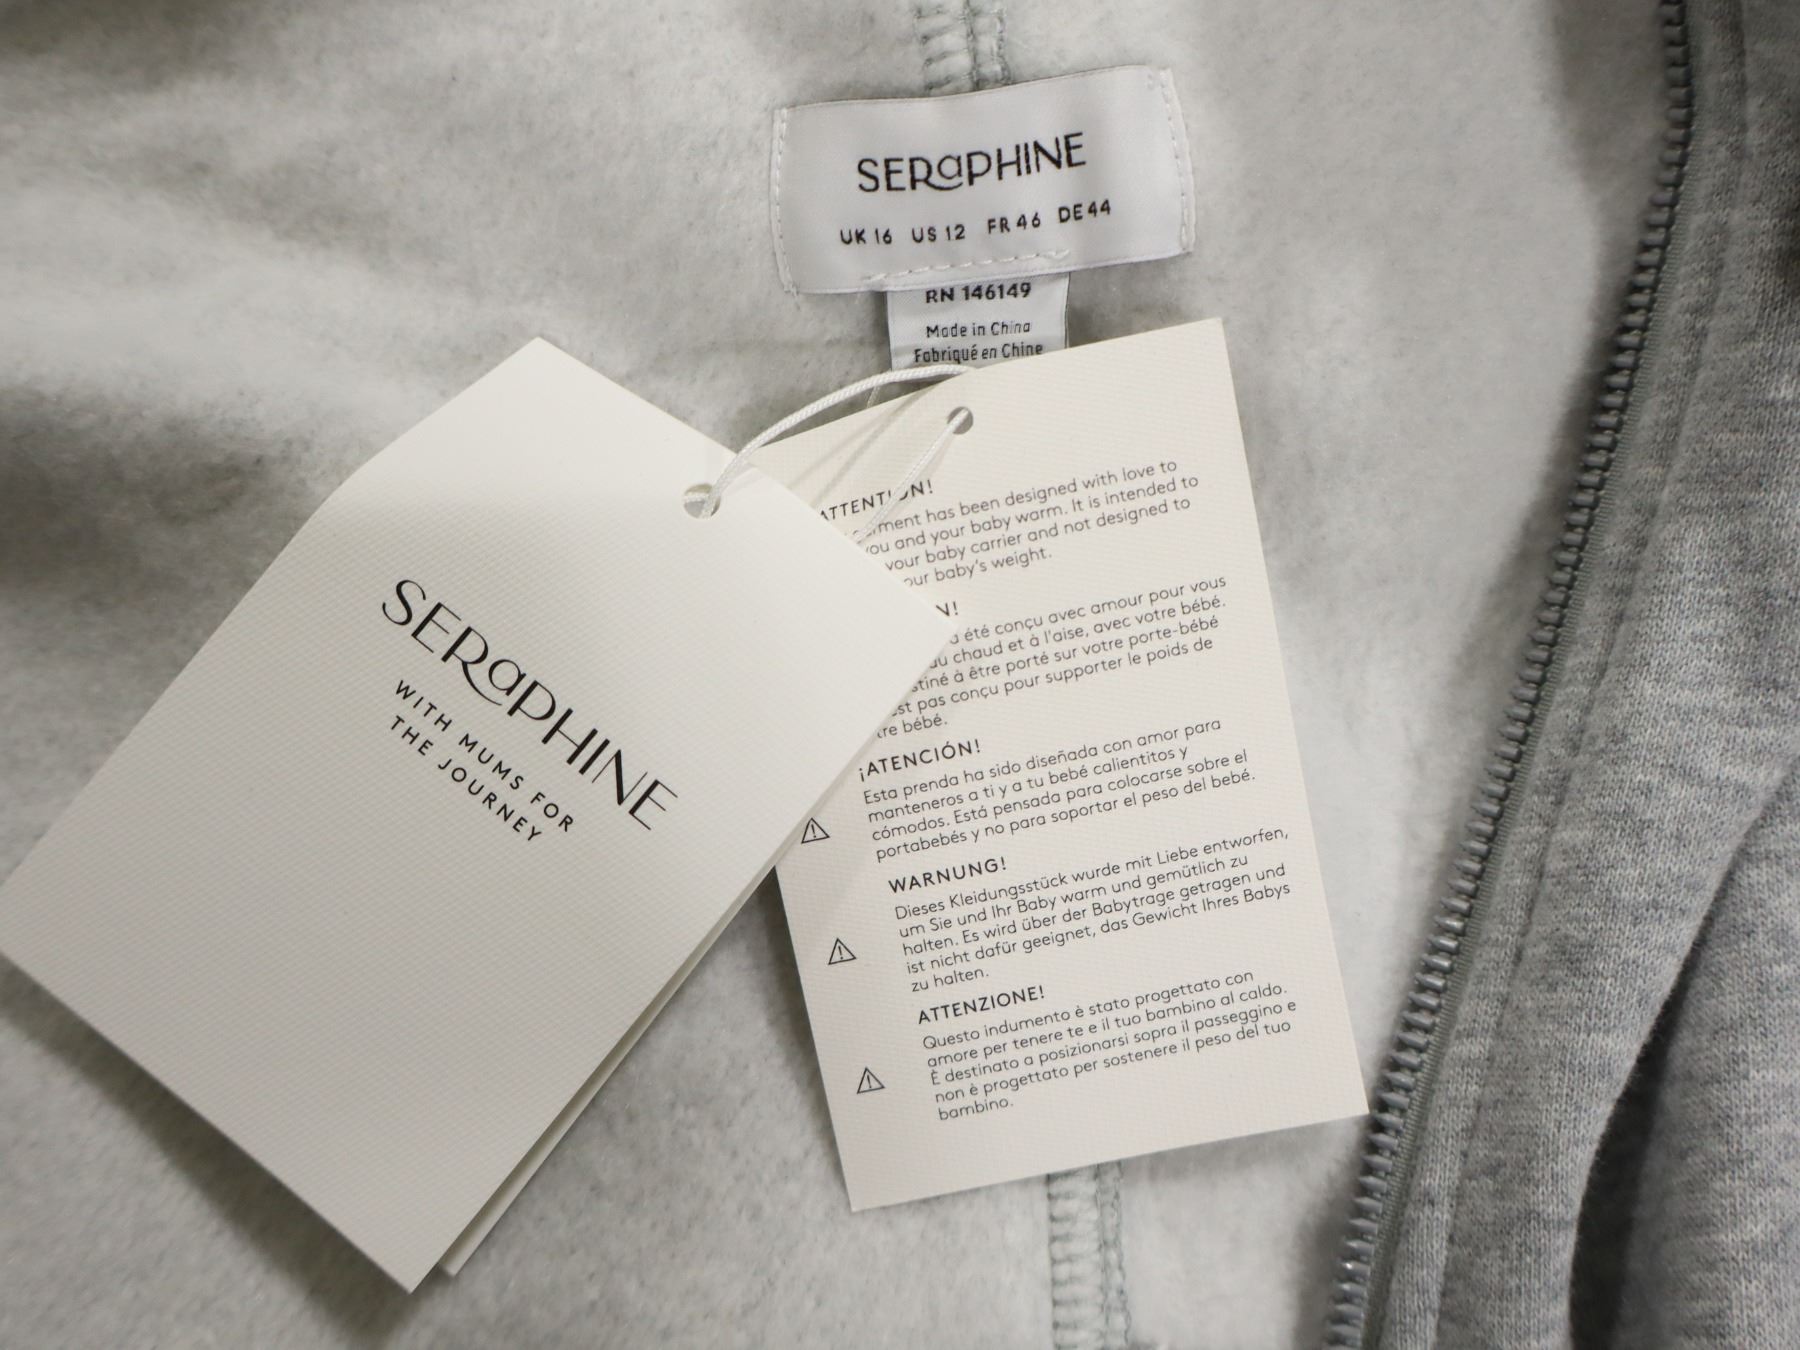 SERaPHINE
UK 16 US 12 FR 46 DE 44
RN 146149
Made in China
Fabriqué en Chine
SERaPHINE
WITH MUMS FOR
THE JOURNEY
ATTENTION!
has been designed with love to
you and your baby warm. It is intended to
your baby carrier and not designed to
our baby's weight.
N!
a été conçu avec amour pour vous
au chaud et à l'aise, avec votre bébé.
stiné à être porté sur votre porte-bébé
est pas conçu pour supporter le poids de
tre bébé.
¡ATENCIÓN!
Esta prenda ha sido diseñada con amor para
manteneros a ti y a tu bebé calientitos y
cómodos. Está pensada para colocarse sobre el
portabebés y no para soportar el peso del bebé.
WARNUNG!
Dieses Kleidungsstück wurde mit Liebe entworfen,
um Sie und Ihr Baby warm und gemütlich zu
halten. Es wird über der Babytrage getragen und
ist nicht dafür geeignet, das Gewicht Ihres Babys
zu halten.
ATTENZIONE!
Questo indumento è stato progettato con
amore per tenere te e il tuo bambino al caldo.
È destinato a posizionarsi sopra il passeggino e
non è progettato per sostenere il peso del tuo
bambino.